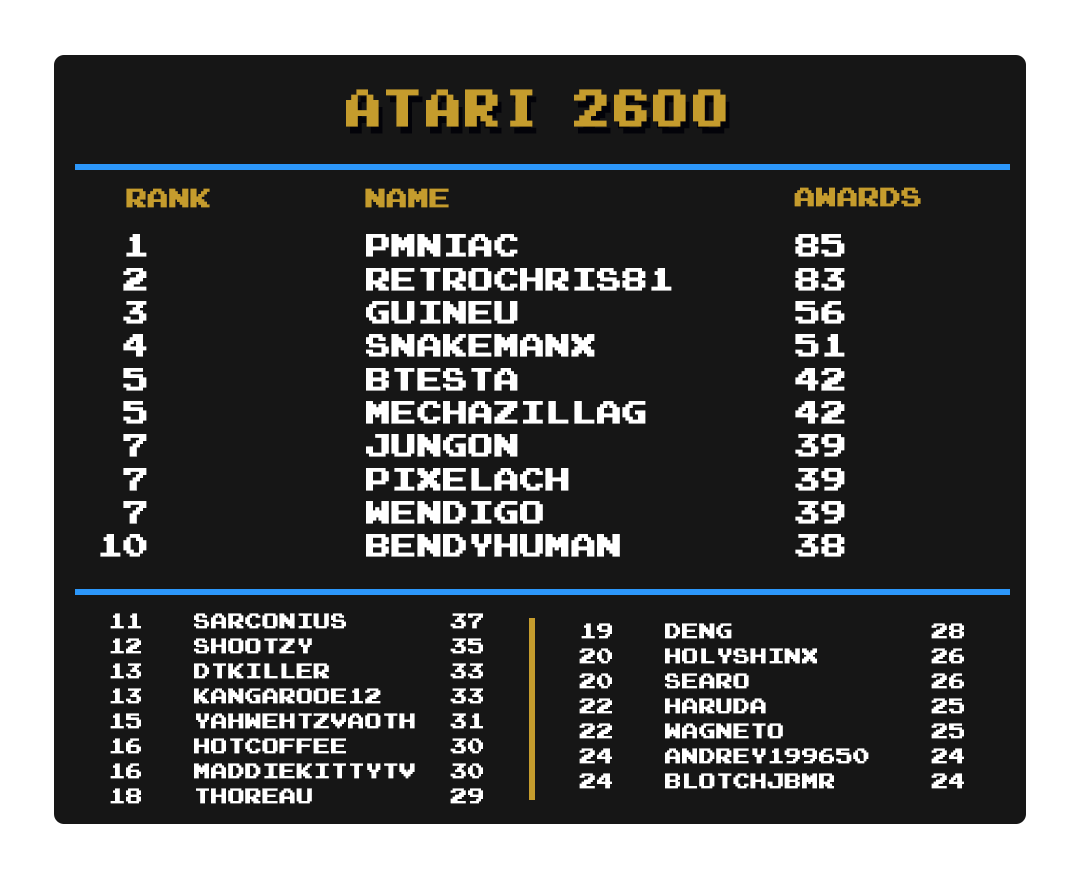 ATARI 2600
RANK NAME AWARDS
1 PMNIAC 85
2 RETROCHRIS81 83
3 GUINEU 56
4 SNAKEMANX 51
5 BTESTA 42
5 MECHAZILLAG 42
7 JUNGON 39
7 PIXELACH 39
7 WENDIGO 39
10 BENDYHUMAN 38
11 SARCONIUS 37
12 SHOOTZY 35
13 DTKILLER 33
13 KANGAROOE12 33
15 YAHWEHTZVAOTH 31
16 HOTCOFFEE 30
16 MADDIEKITTYTV 30
18 THOREAU 29
19 DENG 28
20 HOLYSHINX 26
20 SEARO 26
22 HARUDA 25
22 WAGNETO 25
24 ANDREY199650 24
24 BLOTCHJBMR 24